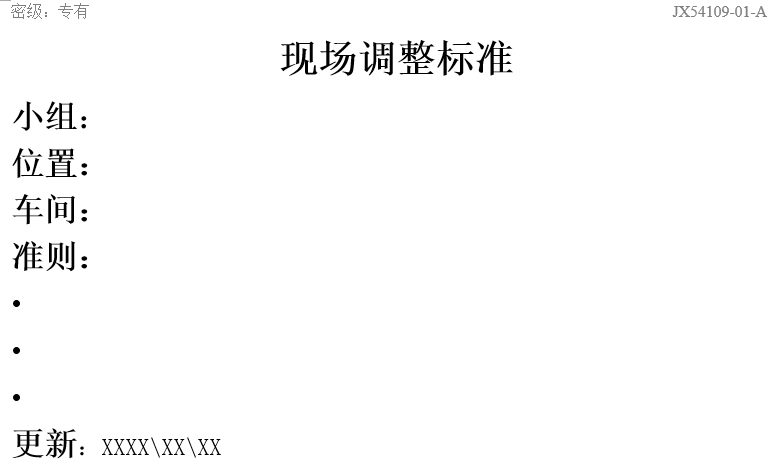 密级：专有 JX54109-01-A
现场调整标准
小组：
位置：
车间：
准则：
•
•
•
更新：XXXX\XX\XX